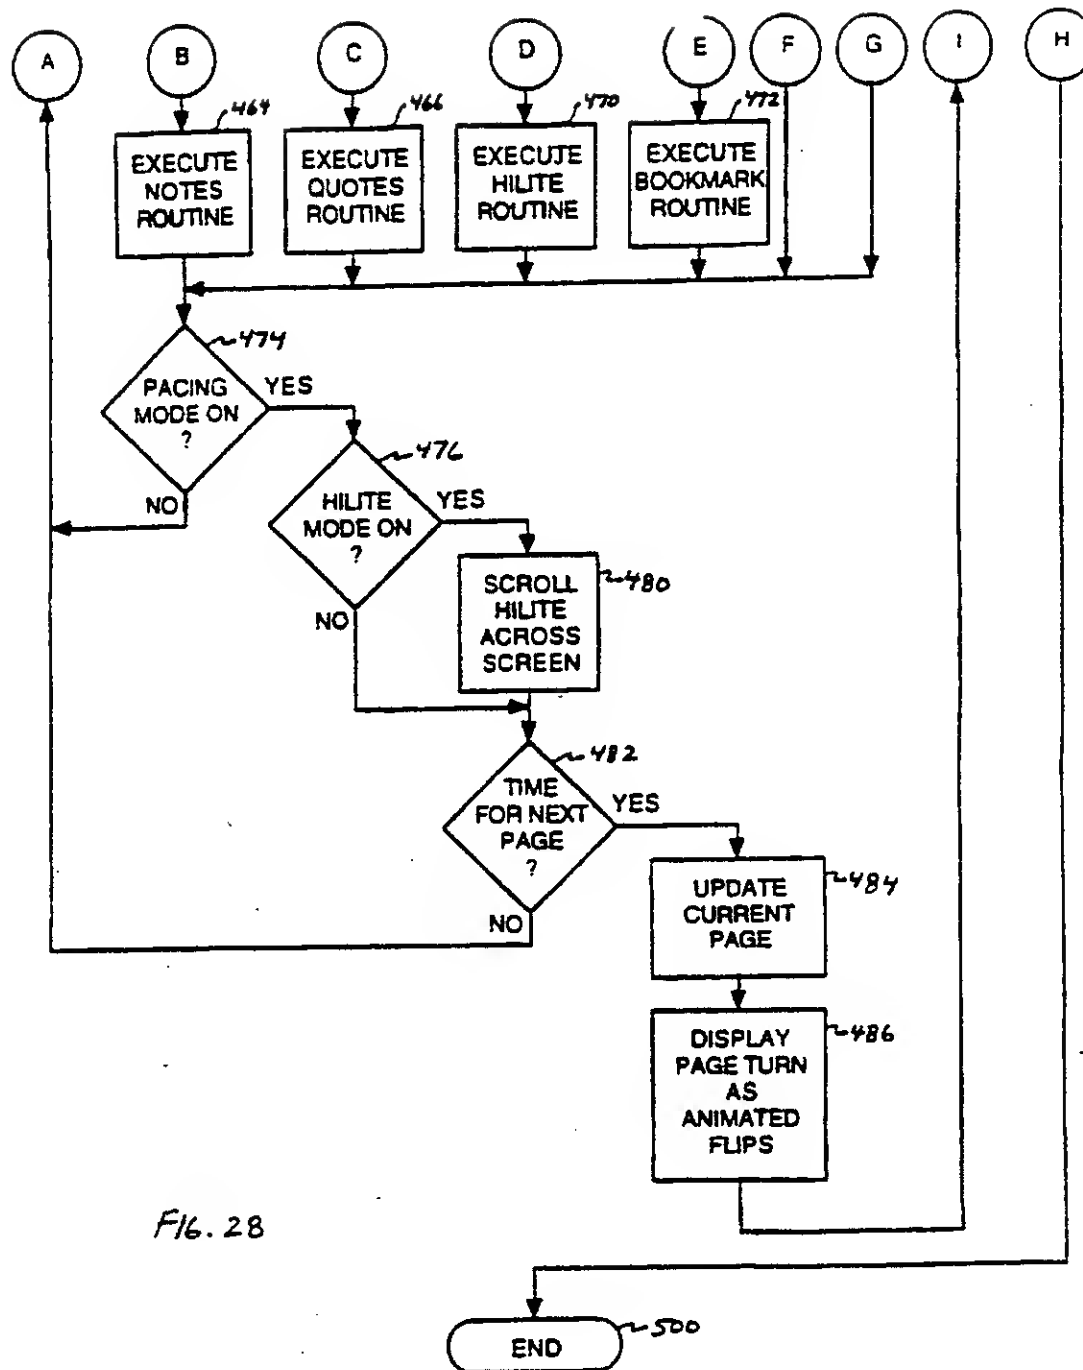 A B C D E F G I H
464 466 470 472
EXECUTE
NOTES
ROUTINE
EXECUTE
QUOTES
ROUTINE
EXECUTE
HILITE
ROUTINE
EXECUTE
BOOKMARK
ROUTINE
474
PACING
MODE ON
?
YES
NO
476
HILITE
MODE ON
?
YES
NO
480
SCROLL
HILITE
ACROSS
SCREEN
482
TIME
FOR NEXT
PAGE
?
YES
NO
484
UPDATE
CURRENT
PAGE
486
DISPLAY
PAGE TURN
AS
ANIMATED
FLIPS
FIG. 28
500
END